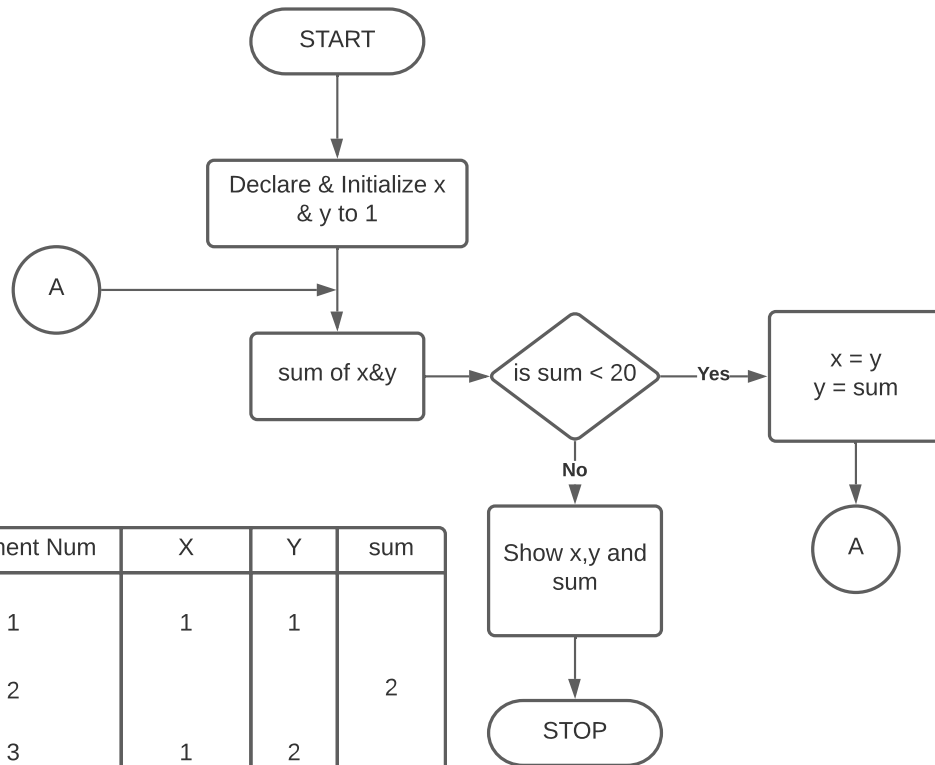 START
Declare & Initialize x
& y to 1
A
sum of x&y
is sum < 20
Yes
x = y
y = sum
No
Show x,y and
sum
A
STOP
Num X Y sum
1 1 1
2 2
3 1 2